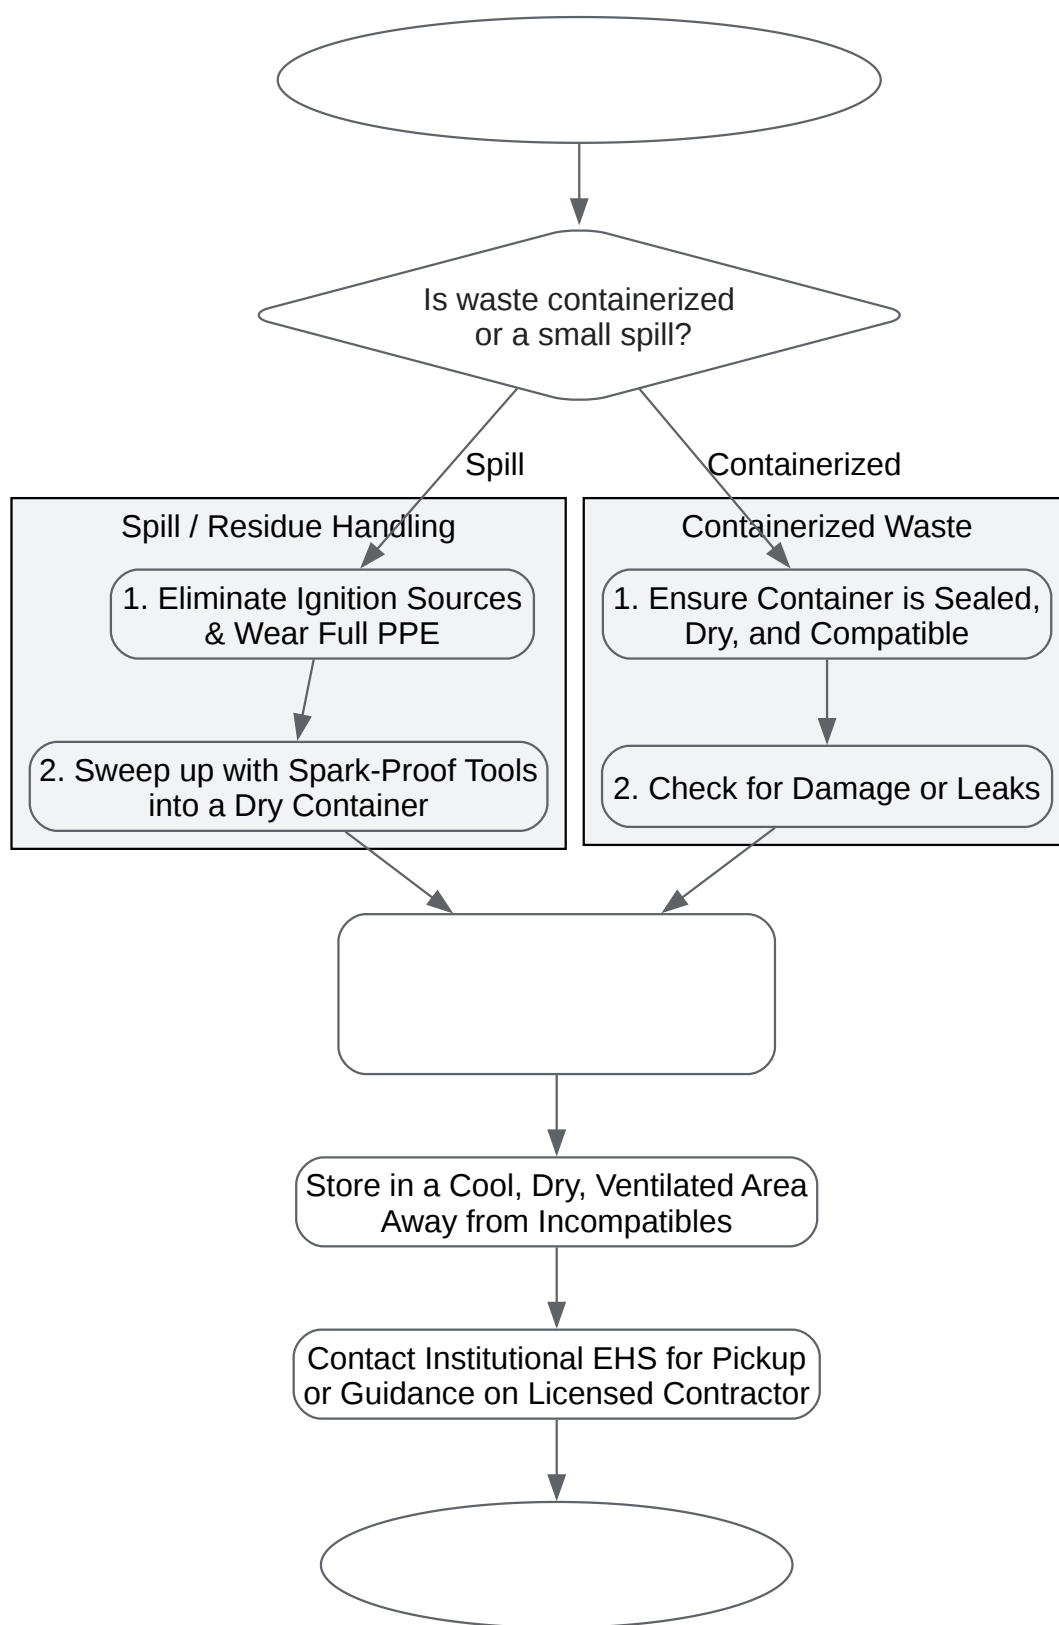 Is waste containerized
or a small spill?
Spill
Containerized
Spill / Residue Handling
1. Eliminate Ignition Sources
& Wear Full PPE
2. Sweep up with Spark-Proof Tools
into a Dry Container
Containerized Waste
1. Ensure Container is Sealed,
Dry, and Compatible
2. Check for Damage or Leaks
Store in a Cool, Dry, Ventilated Area
Away from Incompatibles
Contact Institutional EHS for Pickup
or Guidance on Licensed Contractor